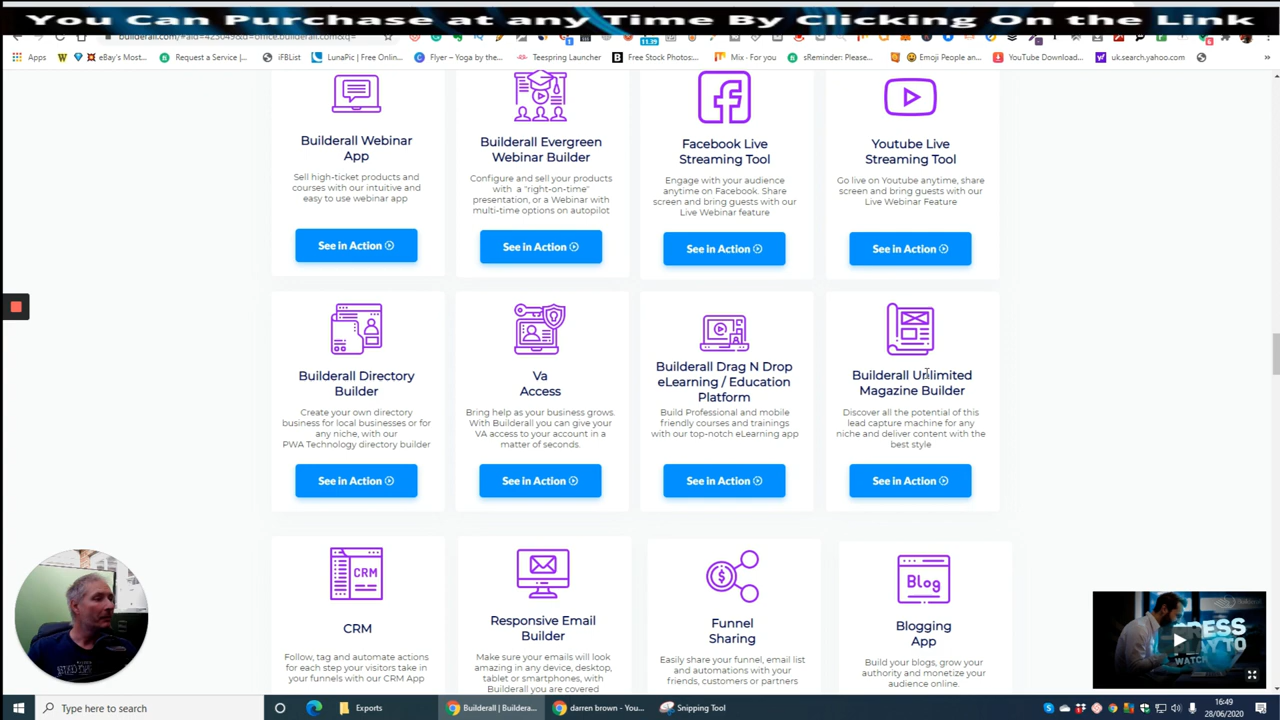 You Can Purchase at any Time By Clicking On the Link
builderall.com/#aid=425049&d=office.builderall.com&q=
11.39
Apps
eBay's Most...
Request a Service |...
iFBLife
LunaPic | Free Onlin...
Flyer – Yoga by the...
Teespring Launcher
Free Stock Photos:...
Mix - For you
sReminder: Please...
Emoji People an...
YouTube Download...
uk.search.yahoo.com
Builderall Webinar
App
Sell high-ticket products and
courses with our intuitive and
easy to use webinar app
See in Action
Builderall Evergreen
Webinar Builder
Configure and sell your products
with a "right-on-time"
presentation, or a Webinar with
multi-time options on autopilot
See in Action
Facebook Live
Streaming Tool
Engage with your audience
anytime on Facebook. Share
screen and bring guests with our
Live Webinar feature
See in Action
Youtube Live
Streaming Tool
Go live on Youtube anytime, share
screen and bring guests with our
Live Webinar Feature
See in Action
Builderall Directory
Builder
Create your own directory
business for local businesses or for
any niche, with our
PWA Technology directory builder
See in Action
Va
Access
Bring help as your business grows.
With Builderall you can give your
VA access to your account in a
matter of seconds.
See in Action
Builderall Drag N Drop
eLearning / Education
Platform
Build Professional and mobile
friendly courses and trainings
with our top-notch eLearning app
See in Action
Builderall Unlimited
Magazine Builder
Discover all the potential of this
lead capture machine for any
niche and deliver content with the
best style
See in Action
CRM
CRM
Follow, tag and automate actions
for each step your visitors take in
your funnels with our CRM App
Responsive Email
Builder
Make sure your emails will look
amazing in any device, desktop,
tablet or smartphones, with
Builderall you are covered
Funnel
Sharing
Easily share your funnel, email list
and automations with your
friends, customers or partners
Blog
Blogging
App
Build your blogs, grow your
authority and monetize your
audience online.
WATCH
Type here to search
Exports
Builderall | Buildera...
darren brown - You...
Snipping Tool
16:49
28/06/2020